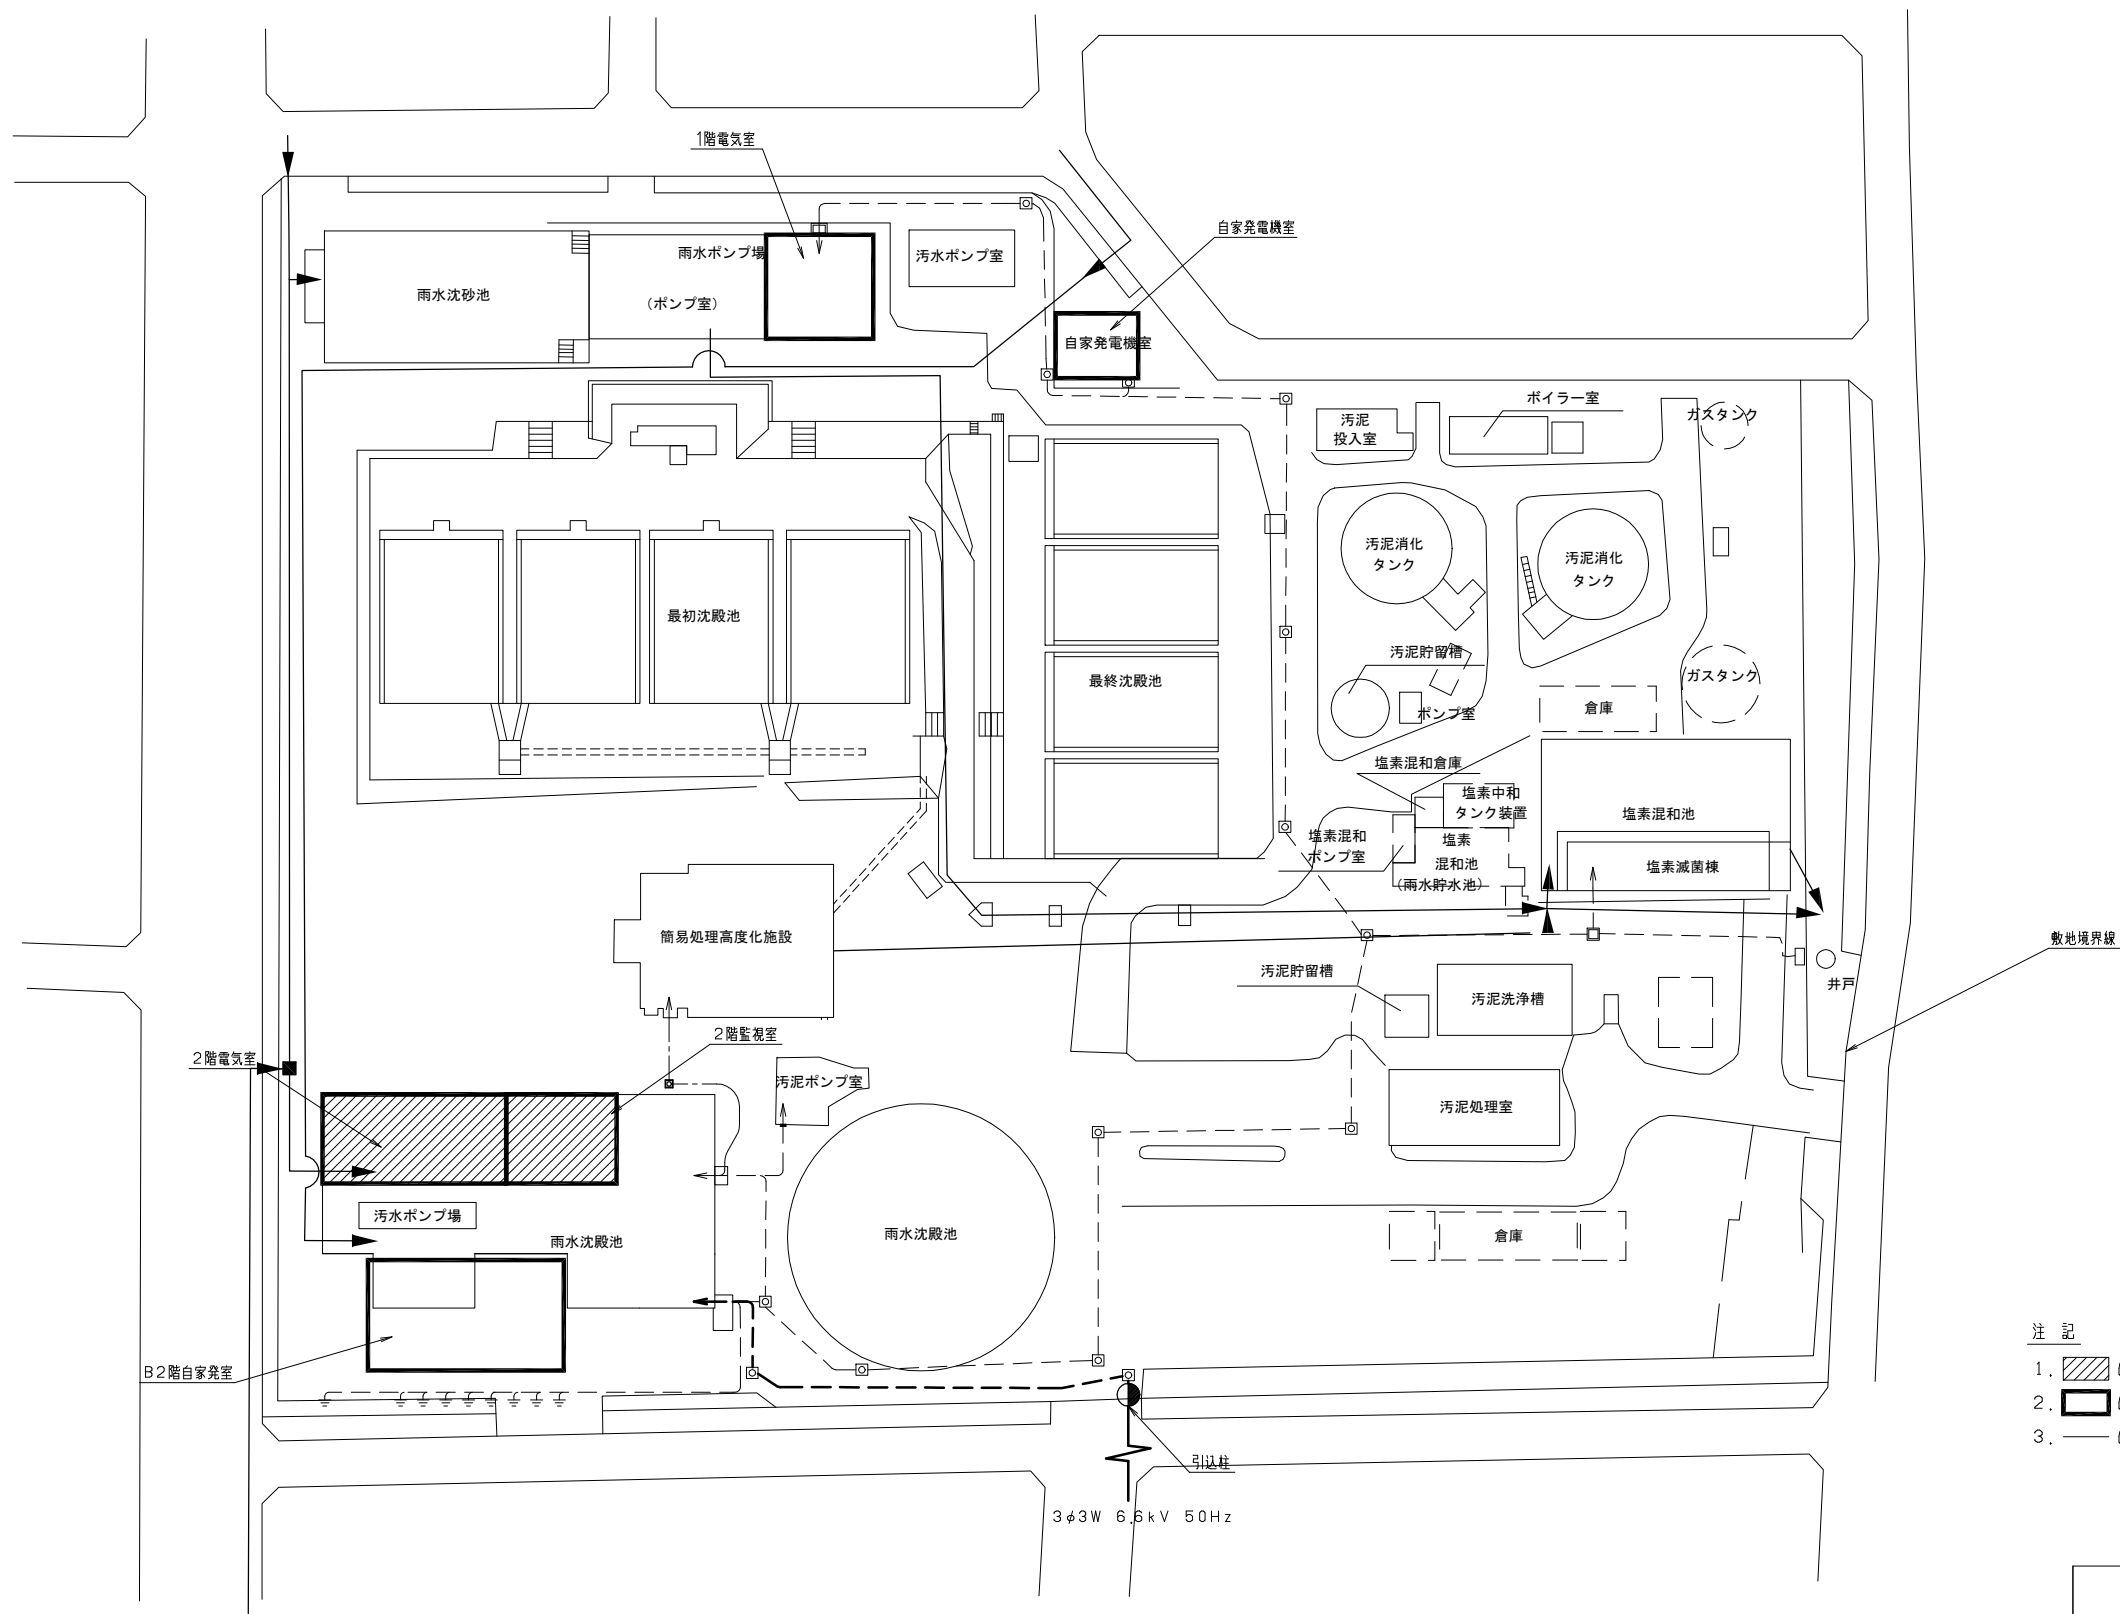 1階電気室
自家発電機室
雨水ポンプ場
汚水ポンプ室
雨水沈砂池
（ポンプ室）
自家発電機室
ボイラー室
ガスタンク
汚泥
投入室
汚泥消化
タンク
汚泥消化
タンク
最初沈殿池
汚泥貯留槽
最終沈殿池
ガスタンク
ポンプ室
倉庫
塩素混和倉庫
塩素中和
タンク装置
塩素混和池
塩素混和
ポンプ室
塩素
混和池
（雨水貯水池）
塩素滅菌棟
簡易処理高度化施設
敷地境界線
汚泥貯留槽
井戸
汚泥洗浄槽
2階監視室
2階電気室
汚泥ポンプ室
汚泥処理室
汚水ポンプ場
雨水沈殿池
雨水沈殿池
倉庫
注 記
B2階自家発室
1.
2.
3.
引込柱
3φ3W 6.6kV 50Hz